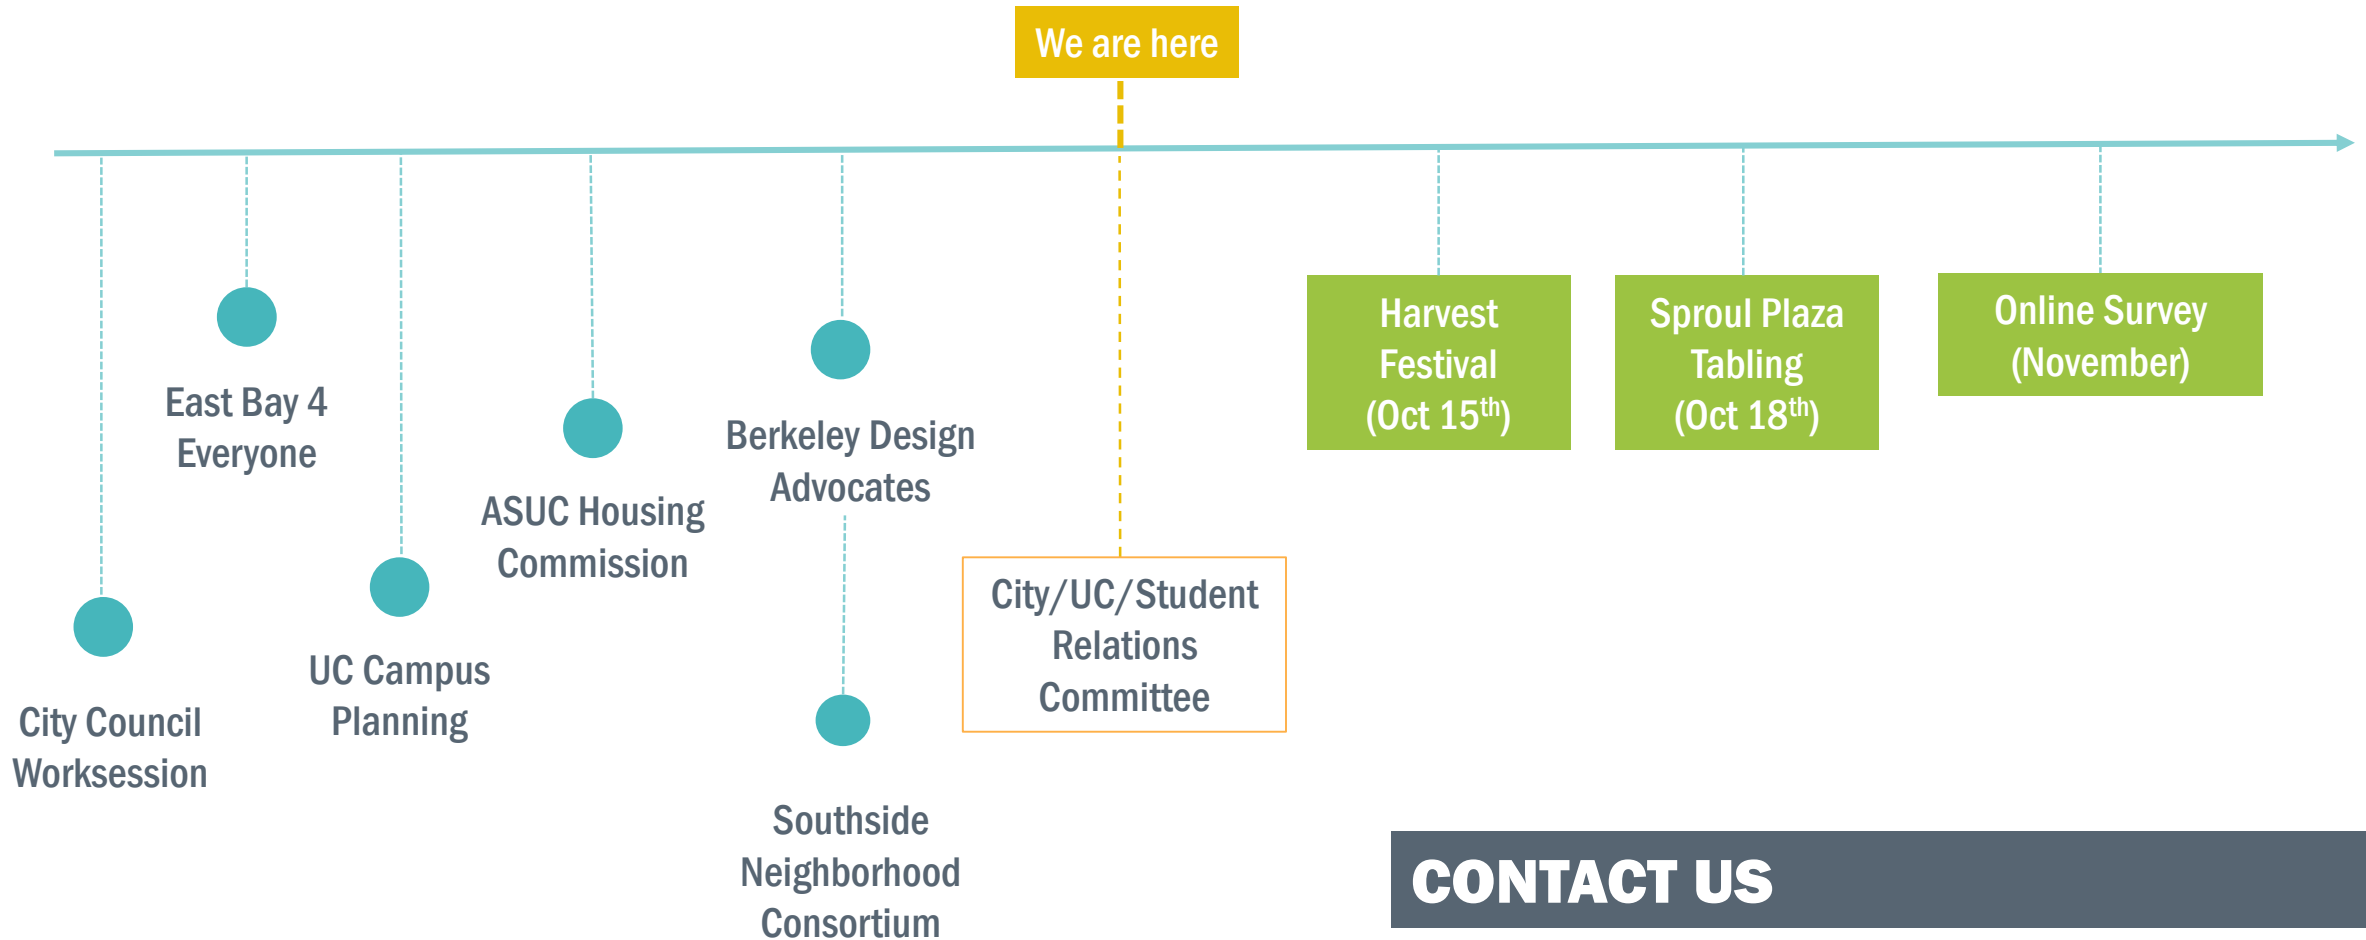 We are here
City Council
Worksession
East Bay 4
Everyone
UC Campus
Planning
ASUC Housing
Commission
Berkeley Design
Advocates
Southside
Neighborhood
Consortium
City/UC/Student
Relations
Committee
Harvest
Festival
(Oct 15th)
Sproul Plaza
Tabling
(Oct 18th)
Online Survey
(November)
CONTACT US